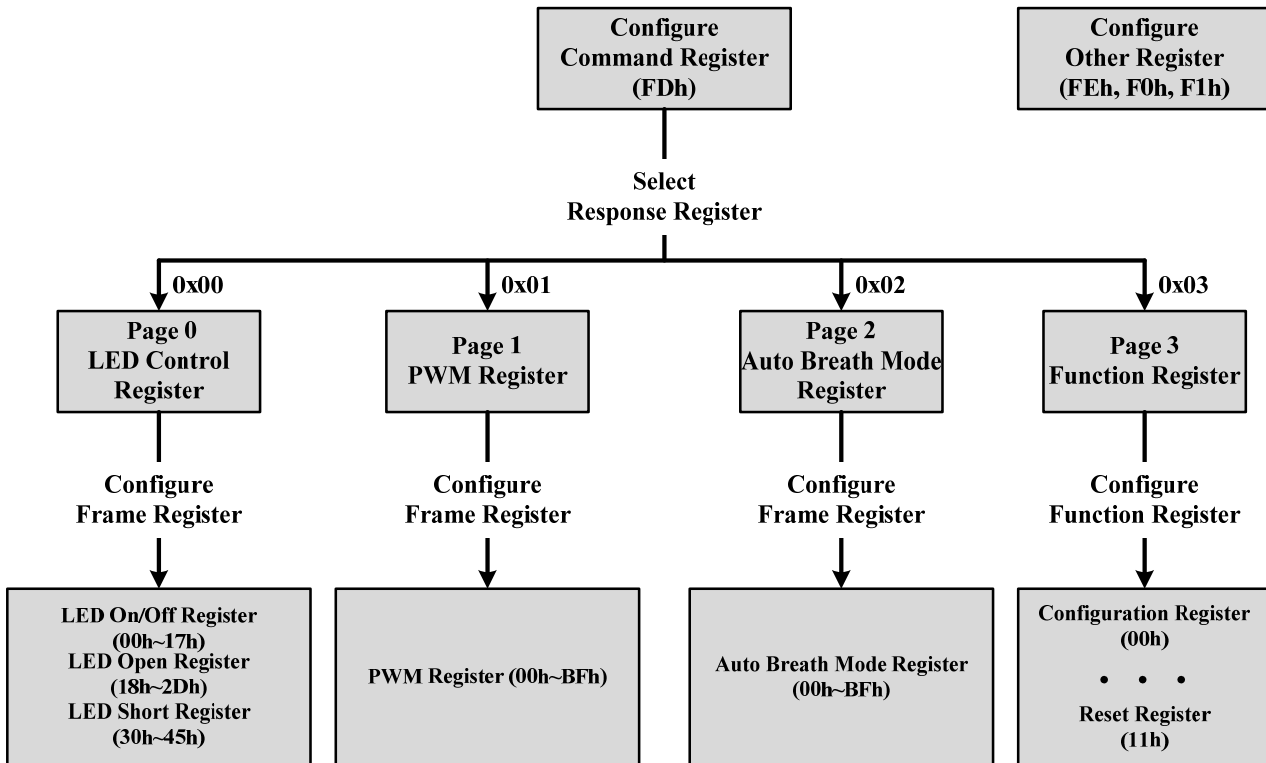 Configure
Command Register
(FDh)
Configure
Other Register
(FEh, F0h, F1h)
Select
Response Register
0x00
0x01
0x02
0x03
Page 0
LED Control
Register
Page 1
PWM Register
Page 2
Auto Breath Mode
Register
Page 3
Function Register
Configure
Frame Register
Configure
Frame Register
Configure
Frame Register
Configure
Function Register
LED On/Off Register
(00h~17h)
LED Open Register
(18h~2Dh)
LED Short Register
(30h~45h)
PWM Register (00h~BFh)
Auto Breath Mode Register
(00h~BFh)
Configuration Register
(00h)
• • •
Reset Register
(11h)